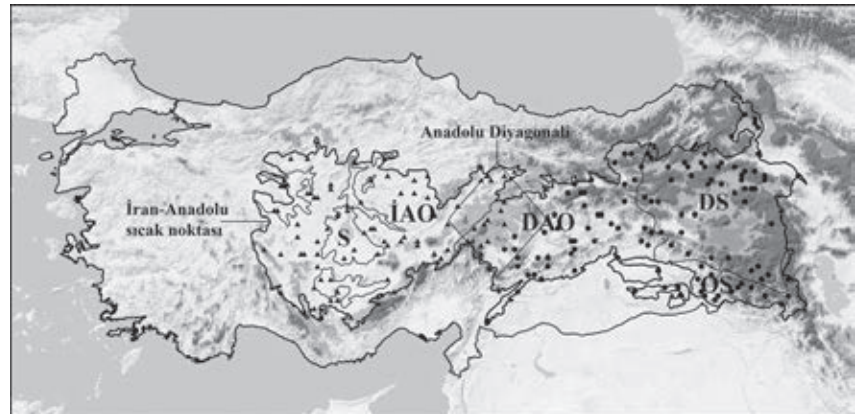 Anadolu Diyagonali
İran-Anadolu
sıcak noktası
S
İAO
DAO
DS
OS